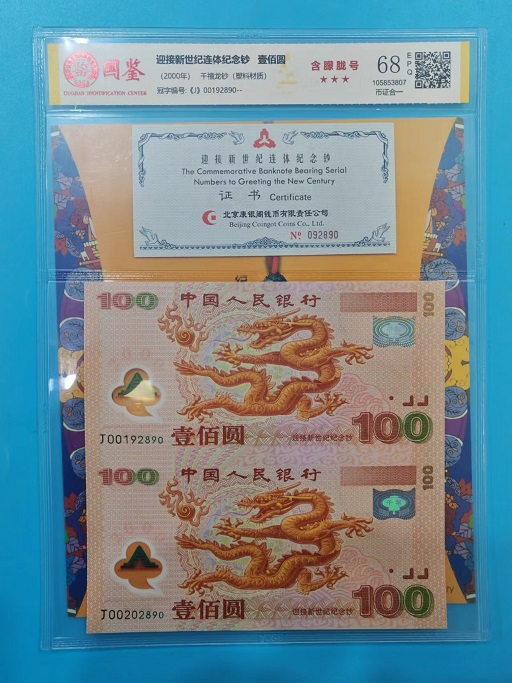 国鉴
GUOJIAN IDENTIFICATION CENTER
迎接新世纪连体纪念钞 壹佰圆
(2000年) 千禧龙钞(塑料材质)
冠字编号:《J》00192890--
含朦胧号
★★★
68
EPQ
105853807
币证合一
迎接新世纪连体纪念钞
The Commemorative Banknote Bearing Serial
Numbers to Greeting the New Century
证 书 Certificate
北京康银阁钱币有限责任公司
Beijing Coingot Coins Co., Ltd.
№ 092890
100
中国人民银行
100
J00192890
壹佰圆
迎接新世纪纪念钞
100
100
中国人民银行
100
J00202890
壹佰圆
迎接新世纪纪念钞
100